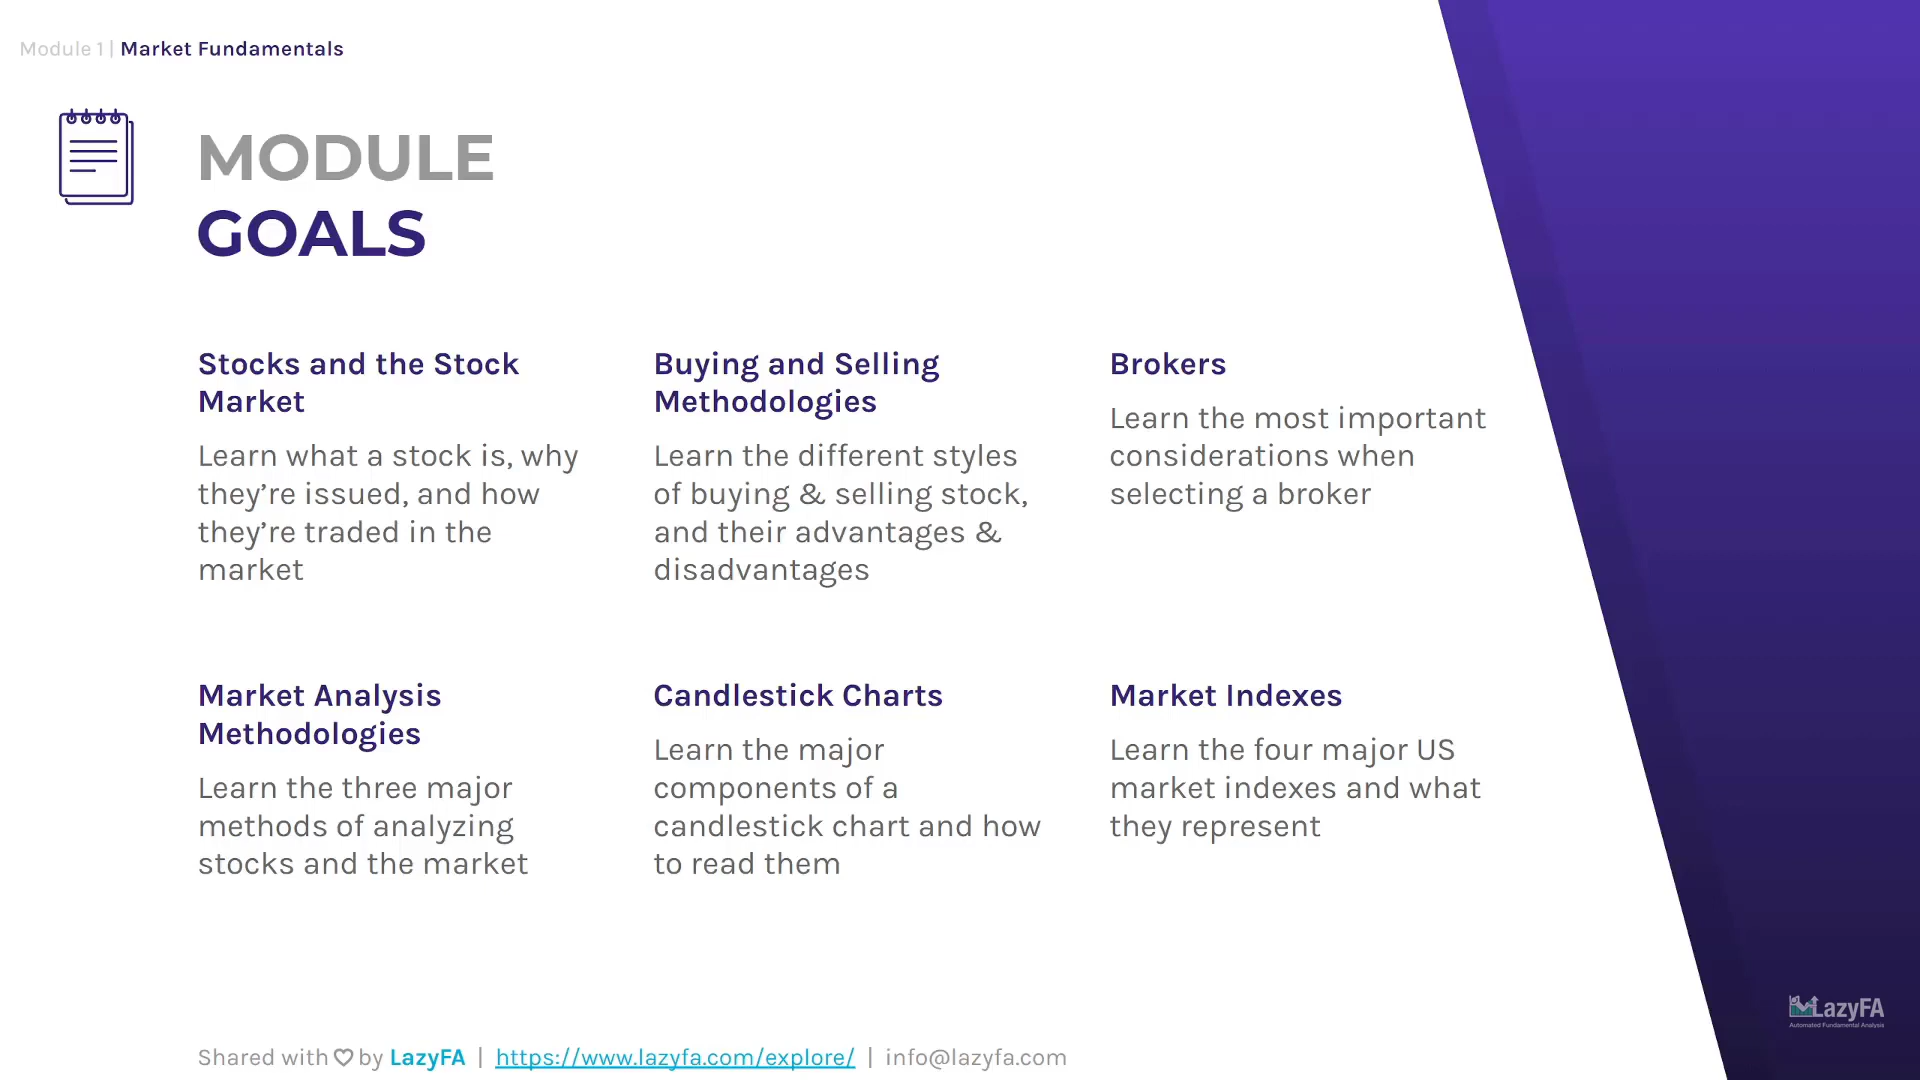 Module 1 | Market Fundamentals
MODULE
GOALS
Stocks and the Stock
Market
Learn what a stock is, why
they’re issued, and how
they’re traded in the
market
Buying and Selling
Methodologies
Learn the different styles
of buying & selling stock,
and their advantages &
disadvantages
Brokers
Learn the most important
considerations when
selecting a broker
Market Analysis
Methodologies
Learn the three major
methods of analyzing
stocks and the market
Candlestick Charts
Learn the major
components of a
candlestick chart and how
to read them
Market Indexes
Learn the four major US
market indexes and what
they represent
LazyFA
Automated Fundamental Analysis
Shared with ♡ by LazyFA | https://www.lazyfa.com/explore/ | info@lazyfa.com